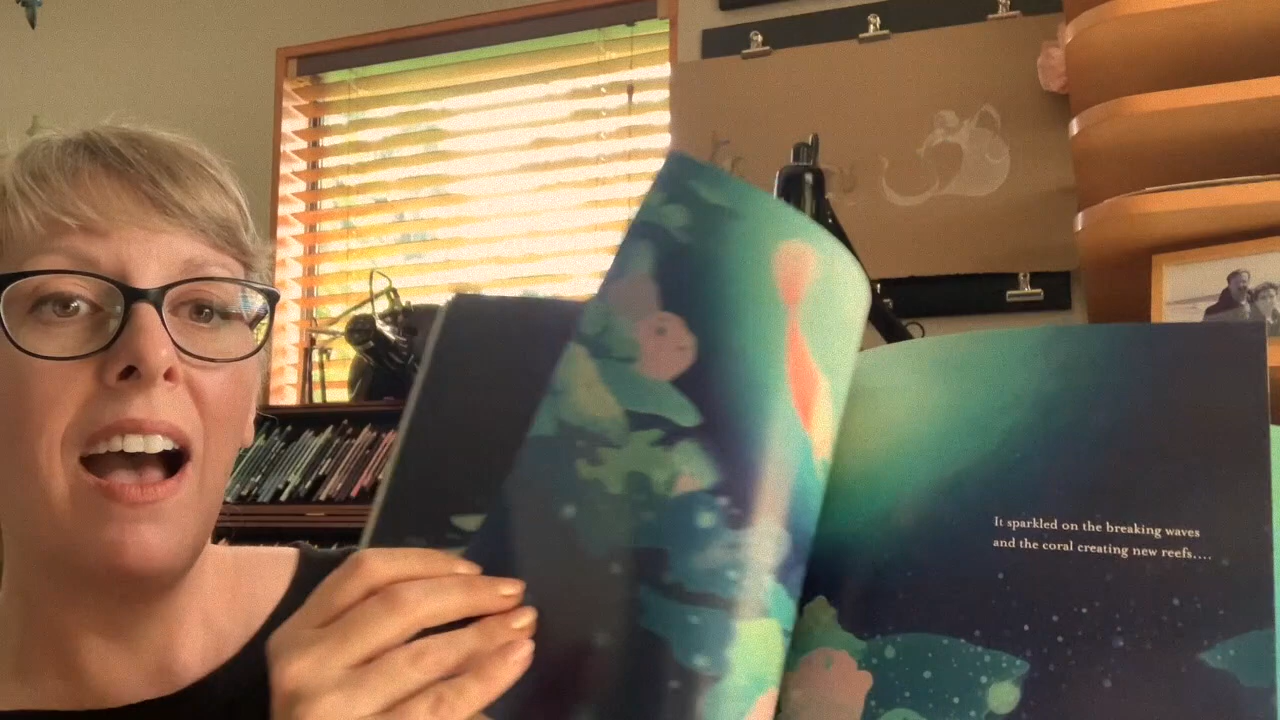 It sparkled on the breaking waves
and the coral creating new reefs....